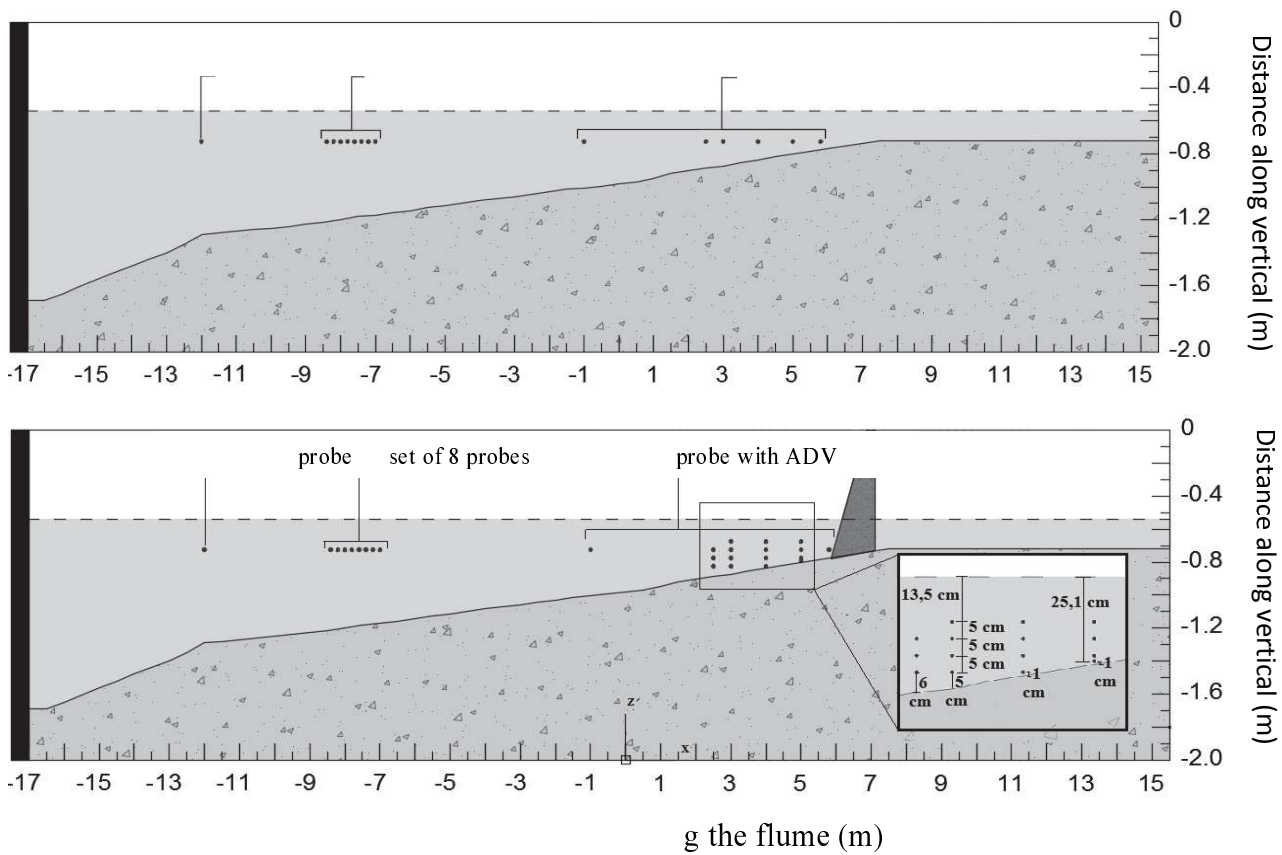 0
-0.4
-0.8
-1.2
-1.6
-2.0
Distance along vertical (m)
-17 -15 -13 -11 -9 -7 -5 -3 -1 1 3 5 7 9 11 13 15
probe set of 8 probes probe with ADV
0
-0.4
-0.8
-1.2
-1.6
-2.0
Distance along vertical (m)
13,5 cm
25,1 cm
5 cm
5 cm
5 cm
6 cm
5 cm
1 cm
1 cm
z'
x
-17 -15 -13 -11 -9 -7 -5 -3 -1 1 3 5 7 9 11 13 15
g the flume (m)